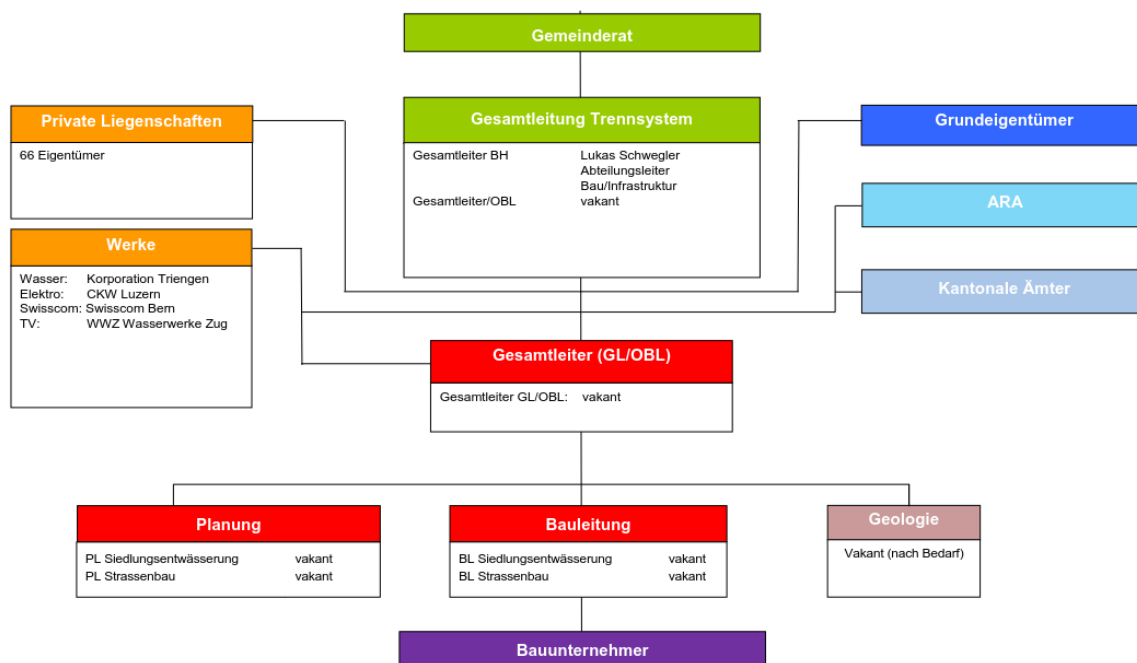 Gemeinderat
Private Liegenschaften
66 Eigentümer
Gesamtleitung Trennsystem
Gesamtleiter BH Lukas Schwegler
Abteilungsleiter
Bau/Infrastruktur
Gesamtleiter/OBL vakant
Grundeigentümer
ARA
Kantonale Ämter
Werke
Wasser: Korporation Triengen
Elektro: CKW Luzern
Swisscom: Swisscom Bern
TV: WWZ Wasserwerke Zug
Gesamtleiter (GL/OBL)
Gesamtleiter GL/OBL: vakant
Planung
PL Siedlungsentwässerung vakant
PL Strassenbau vakant
Bauleitung
BL Siedlungsentwässerung vakant
BL Strassenbau vakant
Geologie
Vakant (nach Bedarf)
Bauunternehmer